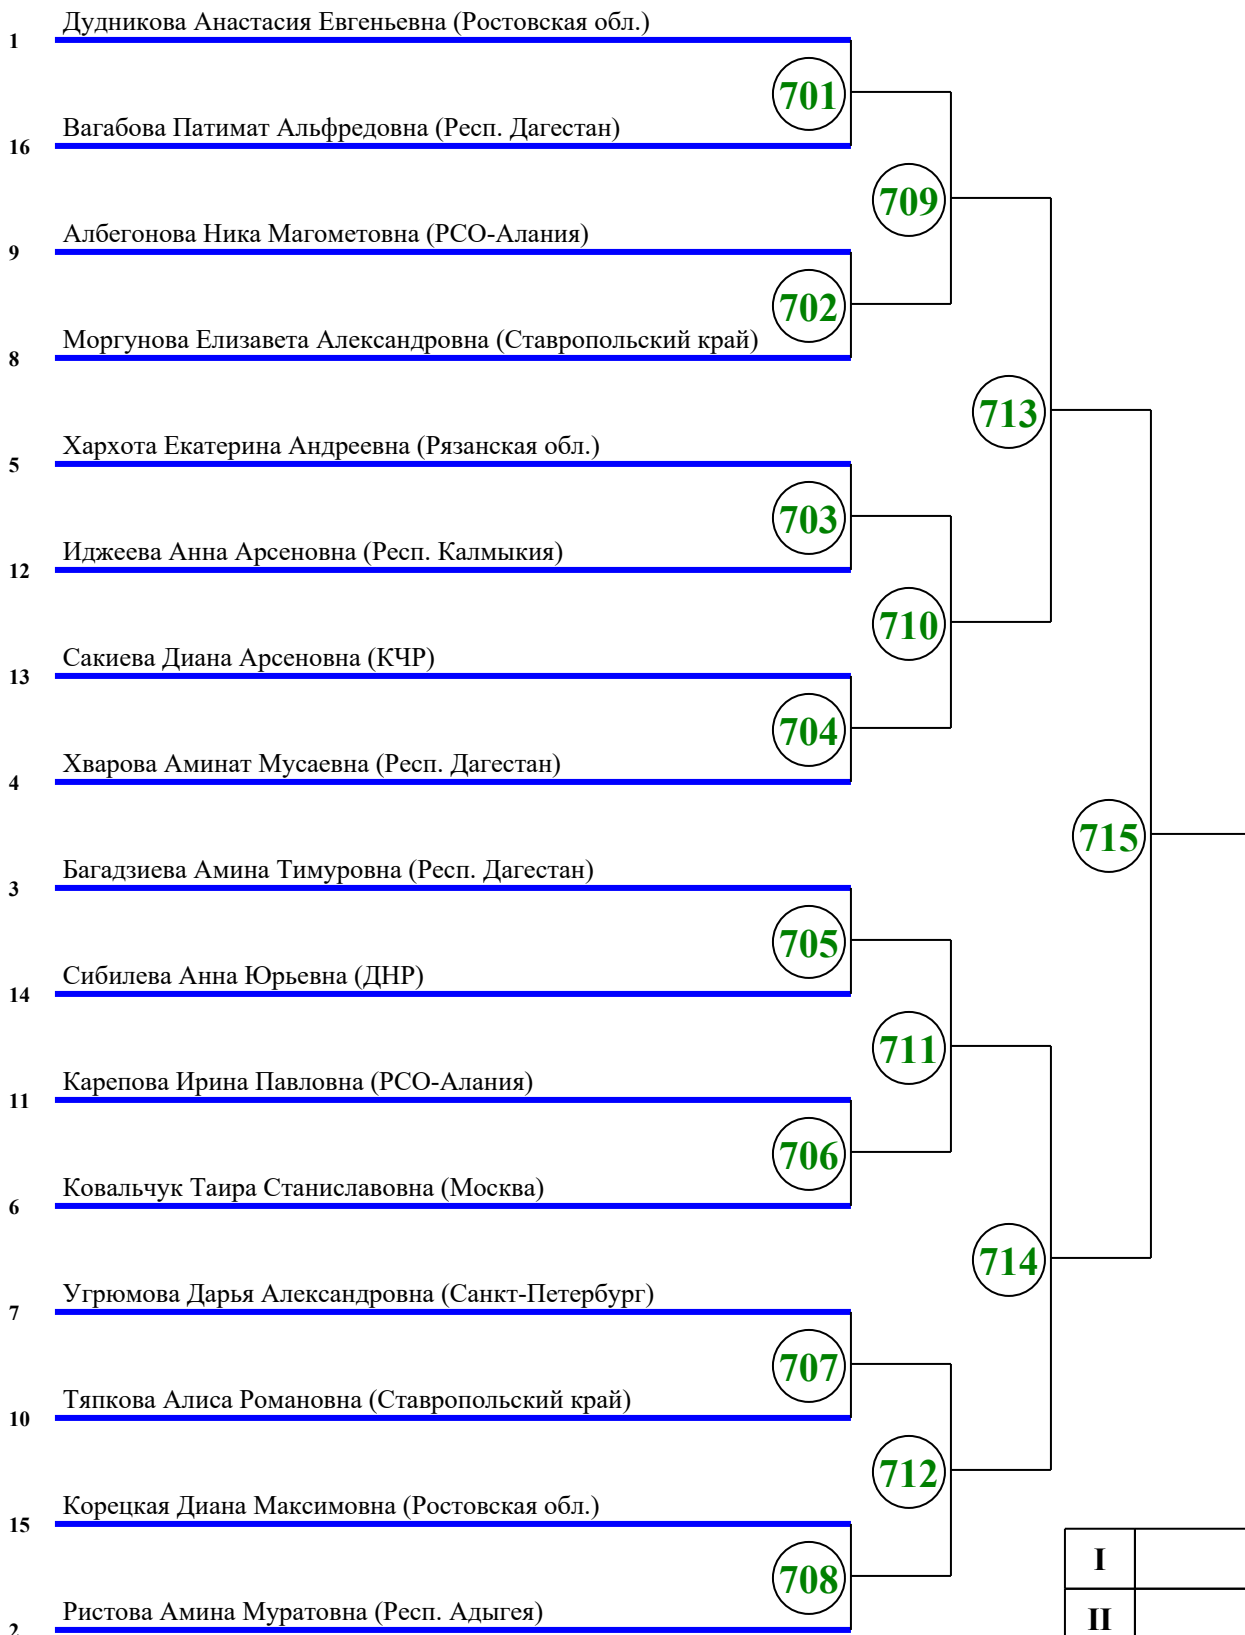 Дудникова Анастасия Евгеньевна (Ростовская обл.)
1
701
Вагабова Патимат Альфредовна (Респ. Дагестан)
16
709
Албегонова Ника Магометовна (РСО-Алания)
9
702
Моргунова Елизавета Александровна (Ставропольский край)
8
713
Хархота Екатерина Андреевна (Рязанская обл.)
5
703
Иджеева Анна Арсеновна (Респ. Калмыкия)
12
710
Сакиева Диана Арсеновна (КЧР)
13
704
Хварова Аминат Мусаевна (Респ. Дагестан)
4
715
Багадзиева Амина Тимуровна (Респ. Дагестан)
3
705
Сибилева Анна Юрьевна (ДНР)
14
711
Карепова Ирина Павловна (РСО-Алания)
11
706
Ковальчук Таира Станиславовна (Москва)
6
714
Угрюмова Дарья Александровна (Санкт-Петербург)
7
707
Тяпкова Алиса Романовна (Ставропольский край)
10
712
Корецкая Диана Максимовна (Ростовская обл.)
15
I
708
Ристова Амина Муратовна (Респ. Адыгея)
II
2